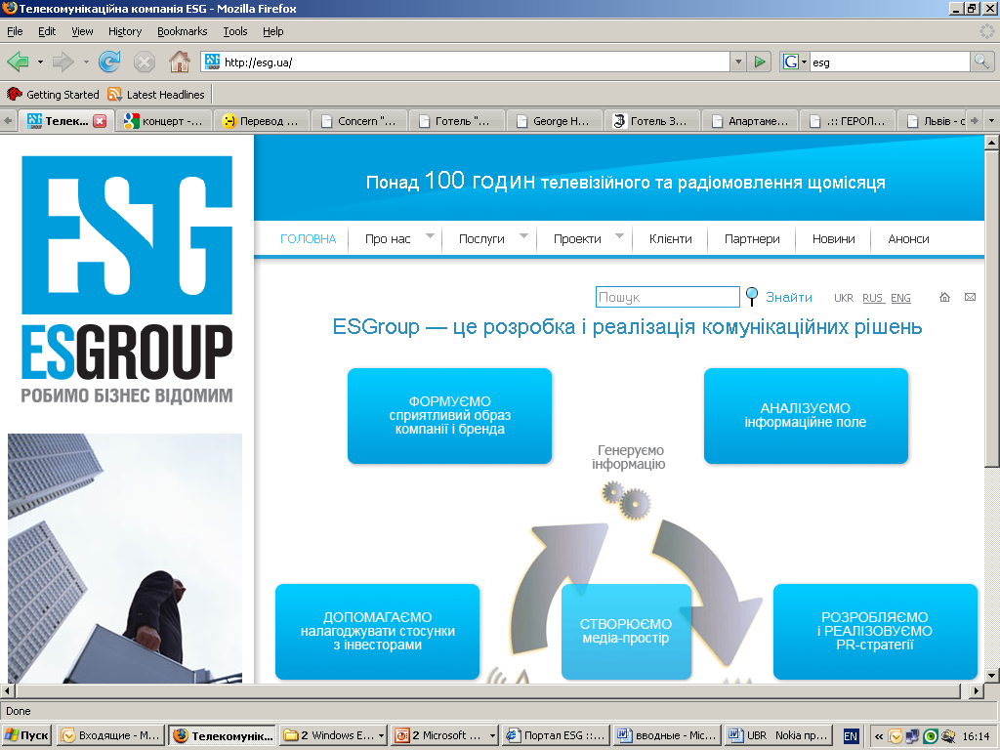 Телекомунікаційна компанія ESG - Mozilla Firefox
File Edit View History Bookmarks Tools Help
http://esg.ua/
G
esg
Getting Started Latest Headlines
Телек... концерт -... Перевод ... Concern "... Готель "... George H... Готель З... Апартаме... .:: ГЕРОЛ... Львів - с
ESG
ESGROUP
РОБИМО БІЗНЕС ВІДОМИМ
Понад 100 годин телевізійного та радіомовлення щомісяця
ГОЛОВНА Про нас Послуги Проекти Клієнти Партнери Новини Анонси
Пошук Знайти UKR RUS ENG
ESGroup — це розробка і реалізація комунікаційних рішень
ФОРМУЄМО
сприятливий образ
компанії і бренда
АНАЛІЗУЄМО
інформаційне поле
Генеруємо
інформацію
ДОПОМАГАЄМО
налагоджувати стосунки
з інвесторами
СТВОРЮЄМО
медіа-простір
РОЗРОБЛЯЄМО
і РЕАЛІЗОВУЄМО
PR-стратегії
Done
Пуск Входящие - M... Телекомунік... 2 Windows E... 2 Microsoft ... Портал ESG ::... вводные - Mic... UBR Nokia пр... EN « 16:14